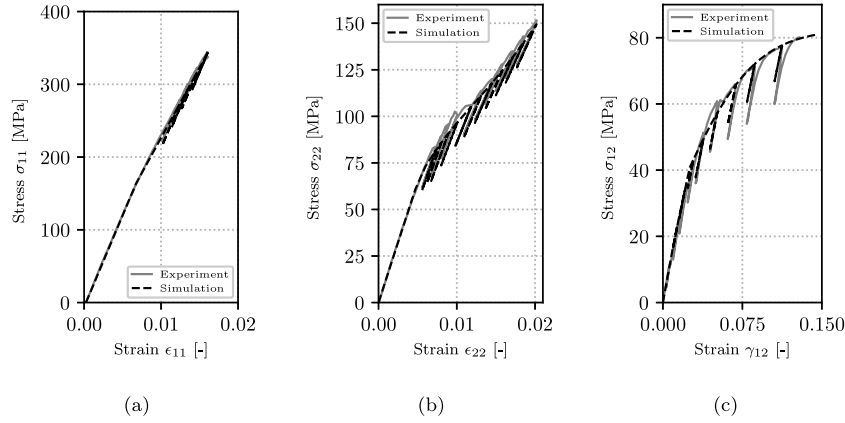 400
300
200
100
0
0.00
0.01
0.02
Stress σ11 [MPa]
Strain ϵ11 [-]
Experiment
Simulation
(a)
150
125
100
75
50
25
0
0.00
0.01
0.02
Stress σ22 [MPa]
Strain ϵ22 [-]
Experiment
Simulation
(b)
80
60
40
20
0
0.000
0.075
0.150
Stress σ12 [MPa]
Strain γ12 [-]
Experiment
Simulation
(c)